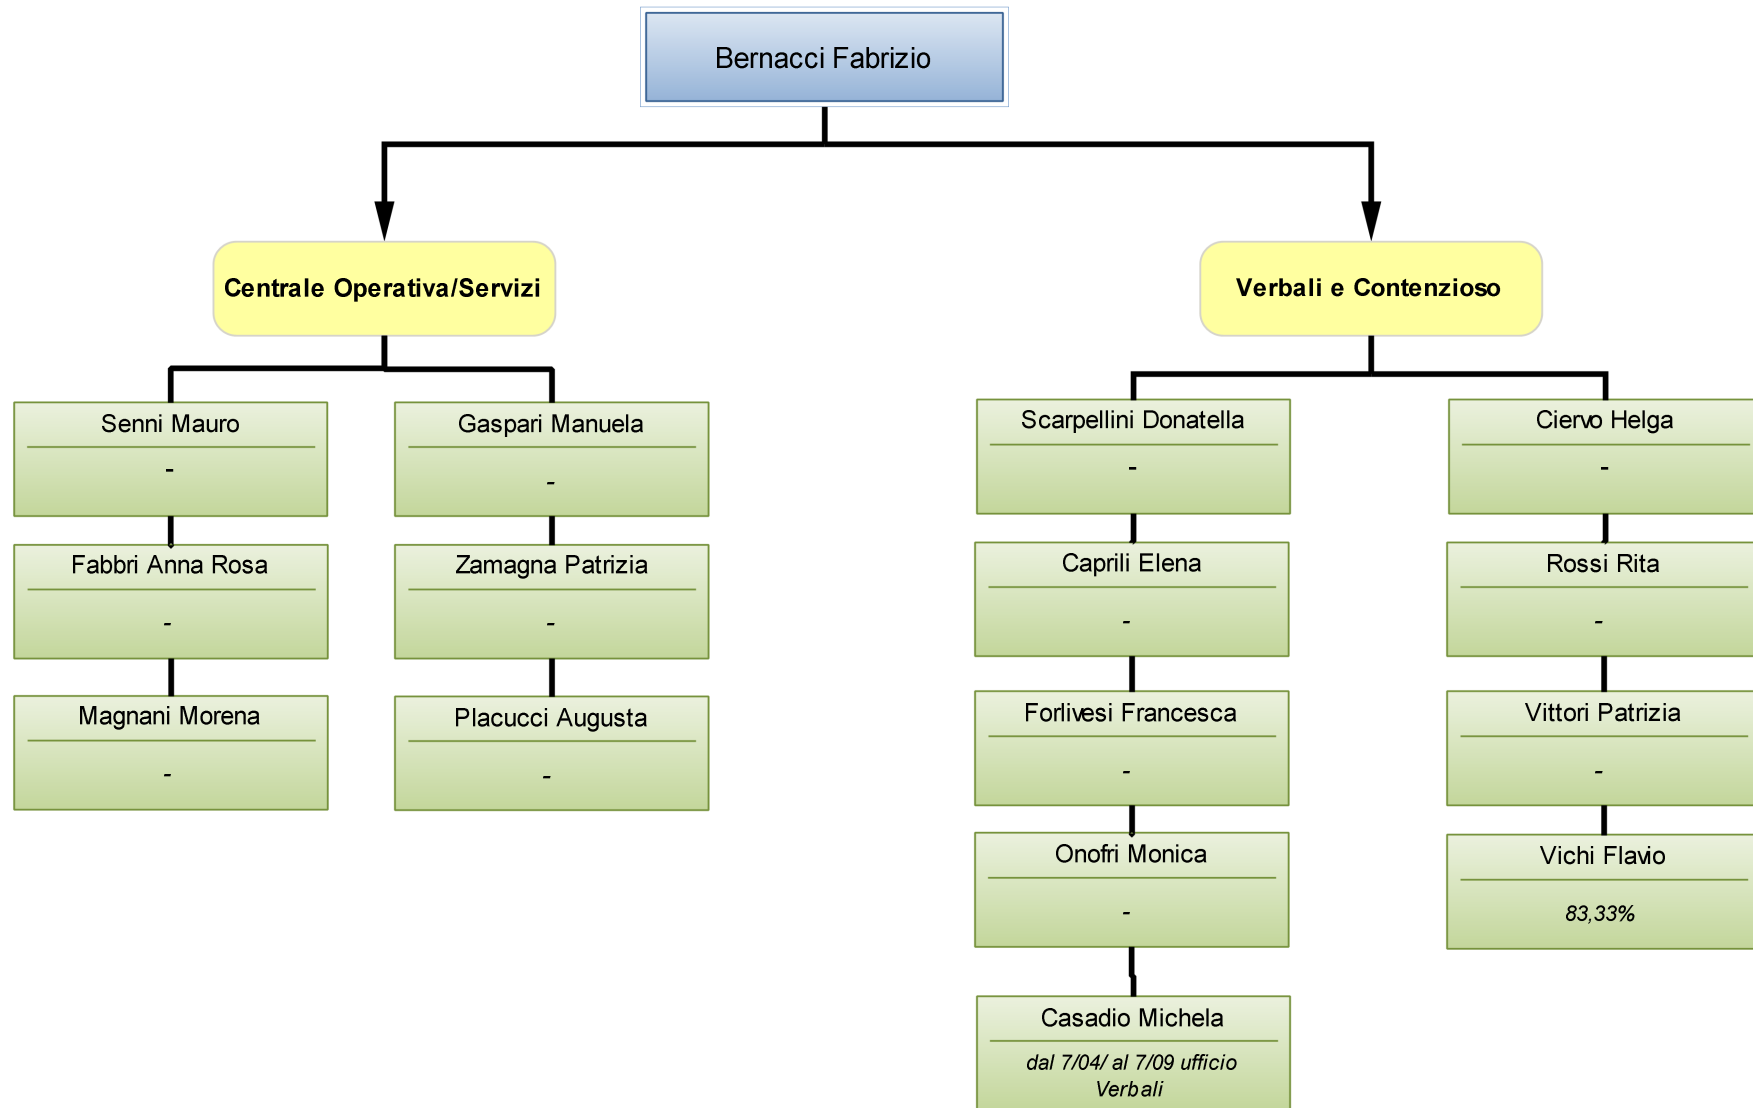 Bernacci Fabrizio
Centrale Operativa/Servizi
Verbali e Contenzioso
Senni Mauro
-
Gaspari Manuela
-
Scarpellini Donatella
-
Ciervo Helga
-
Fabbri Anna Rosa
-
Zamagna Patrizia
-
Caprili Elena
-
Rossi Rita
-
Magnani Morena
-
Placucci Augusta
-
Forlivesi Francesca
-
Vittori Patrizia
-
Onofri Monica
-
Vichi Flavio
83,33%
Casadio Michela
dal 7/04/ al 7/09 ufficio
Verbali